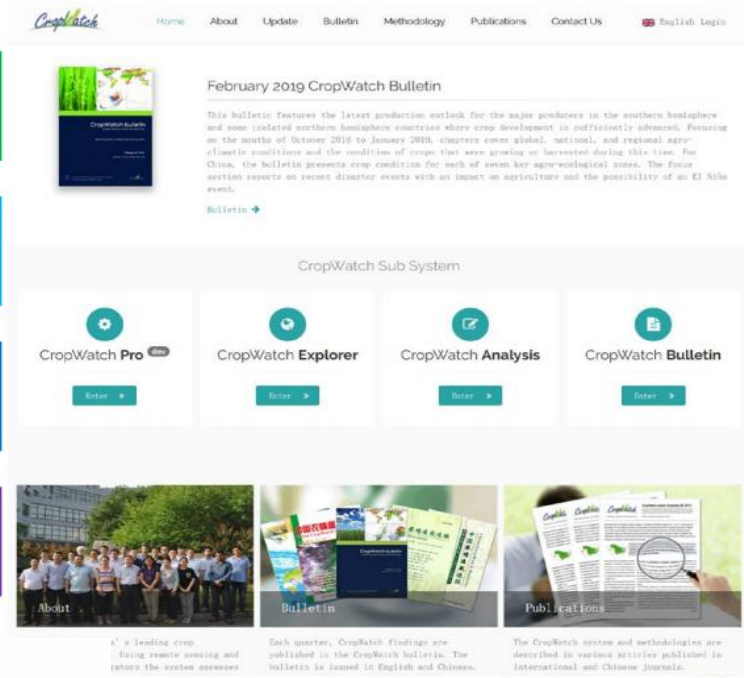 CropWatch
Home About Update Bulletin Methodology Publications Contact Us English Login
CropWatch bulletin
February 2019 CropWatch Bulletin
This bulletin features the latest production outlook for the major producers in the southern hemisphere
and some isolated northern hemisphere countries where crop development is sufficiently advanced. Focusing
on the months of October 2018 to January 2019, chapters cover global, national, and regional agro-
climatic conditions and the condition of crops that were growing or harvested during this time. For
China, the bulletin presents crop condition for each of seven key agro-ecological zones. The focus
section reports on recent disaster events with an impact on agriculture and the possibility of an El Niño
event.
Bulletin
CropWatch Sub System
CropWatch Pro dev
CropWatch Explorer
CropWatch Analysis
CropWatch Bulletin
Enter
Enter
Enter
Enter
CropWatch bulletin
CropWatch
CropWatch
CropWatch
About
Bulletin
Publications
's leading crop
Using remote sensing and
cators the system assesses
Each quarter, CropWatch findings are
published in the CropWatch bulletin. The
bulletin is issued in English and Chinese.
The CropWatch system and methodologies are
described in various articles published in
international and Chinese journals.